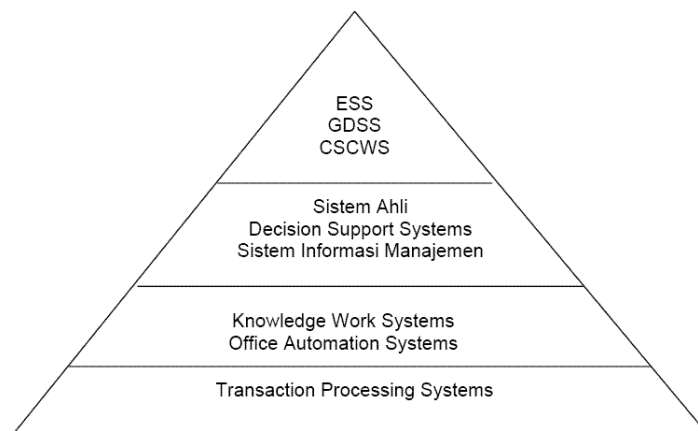 ESS
GDSS
CSCWS
Sistem Ahli
Decision Support Systems
Sistem Informasi Manajemen
Knowledge Work Systems
Office Automation Systems
Transaction Processing Systems